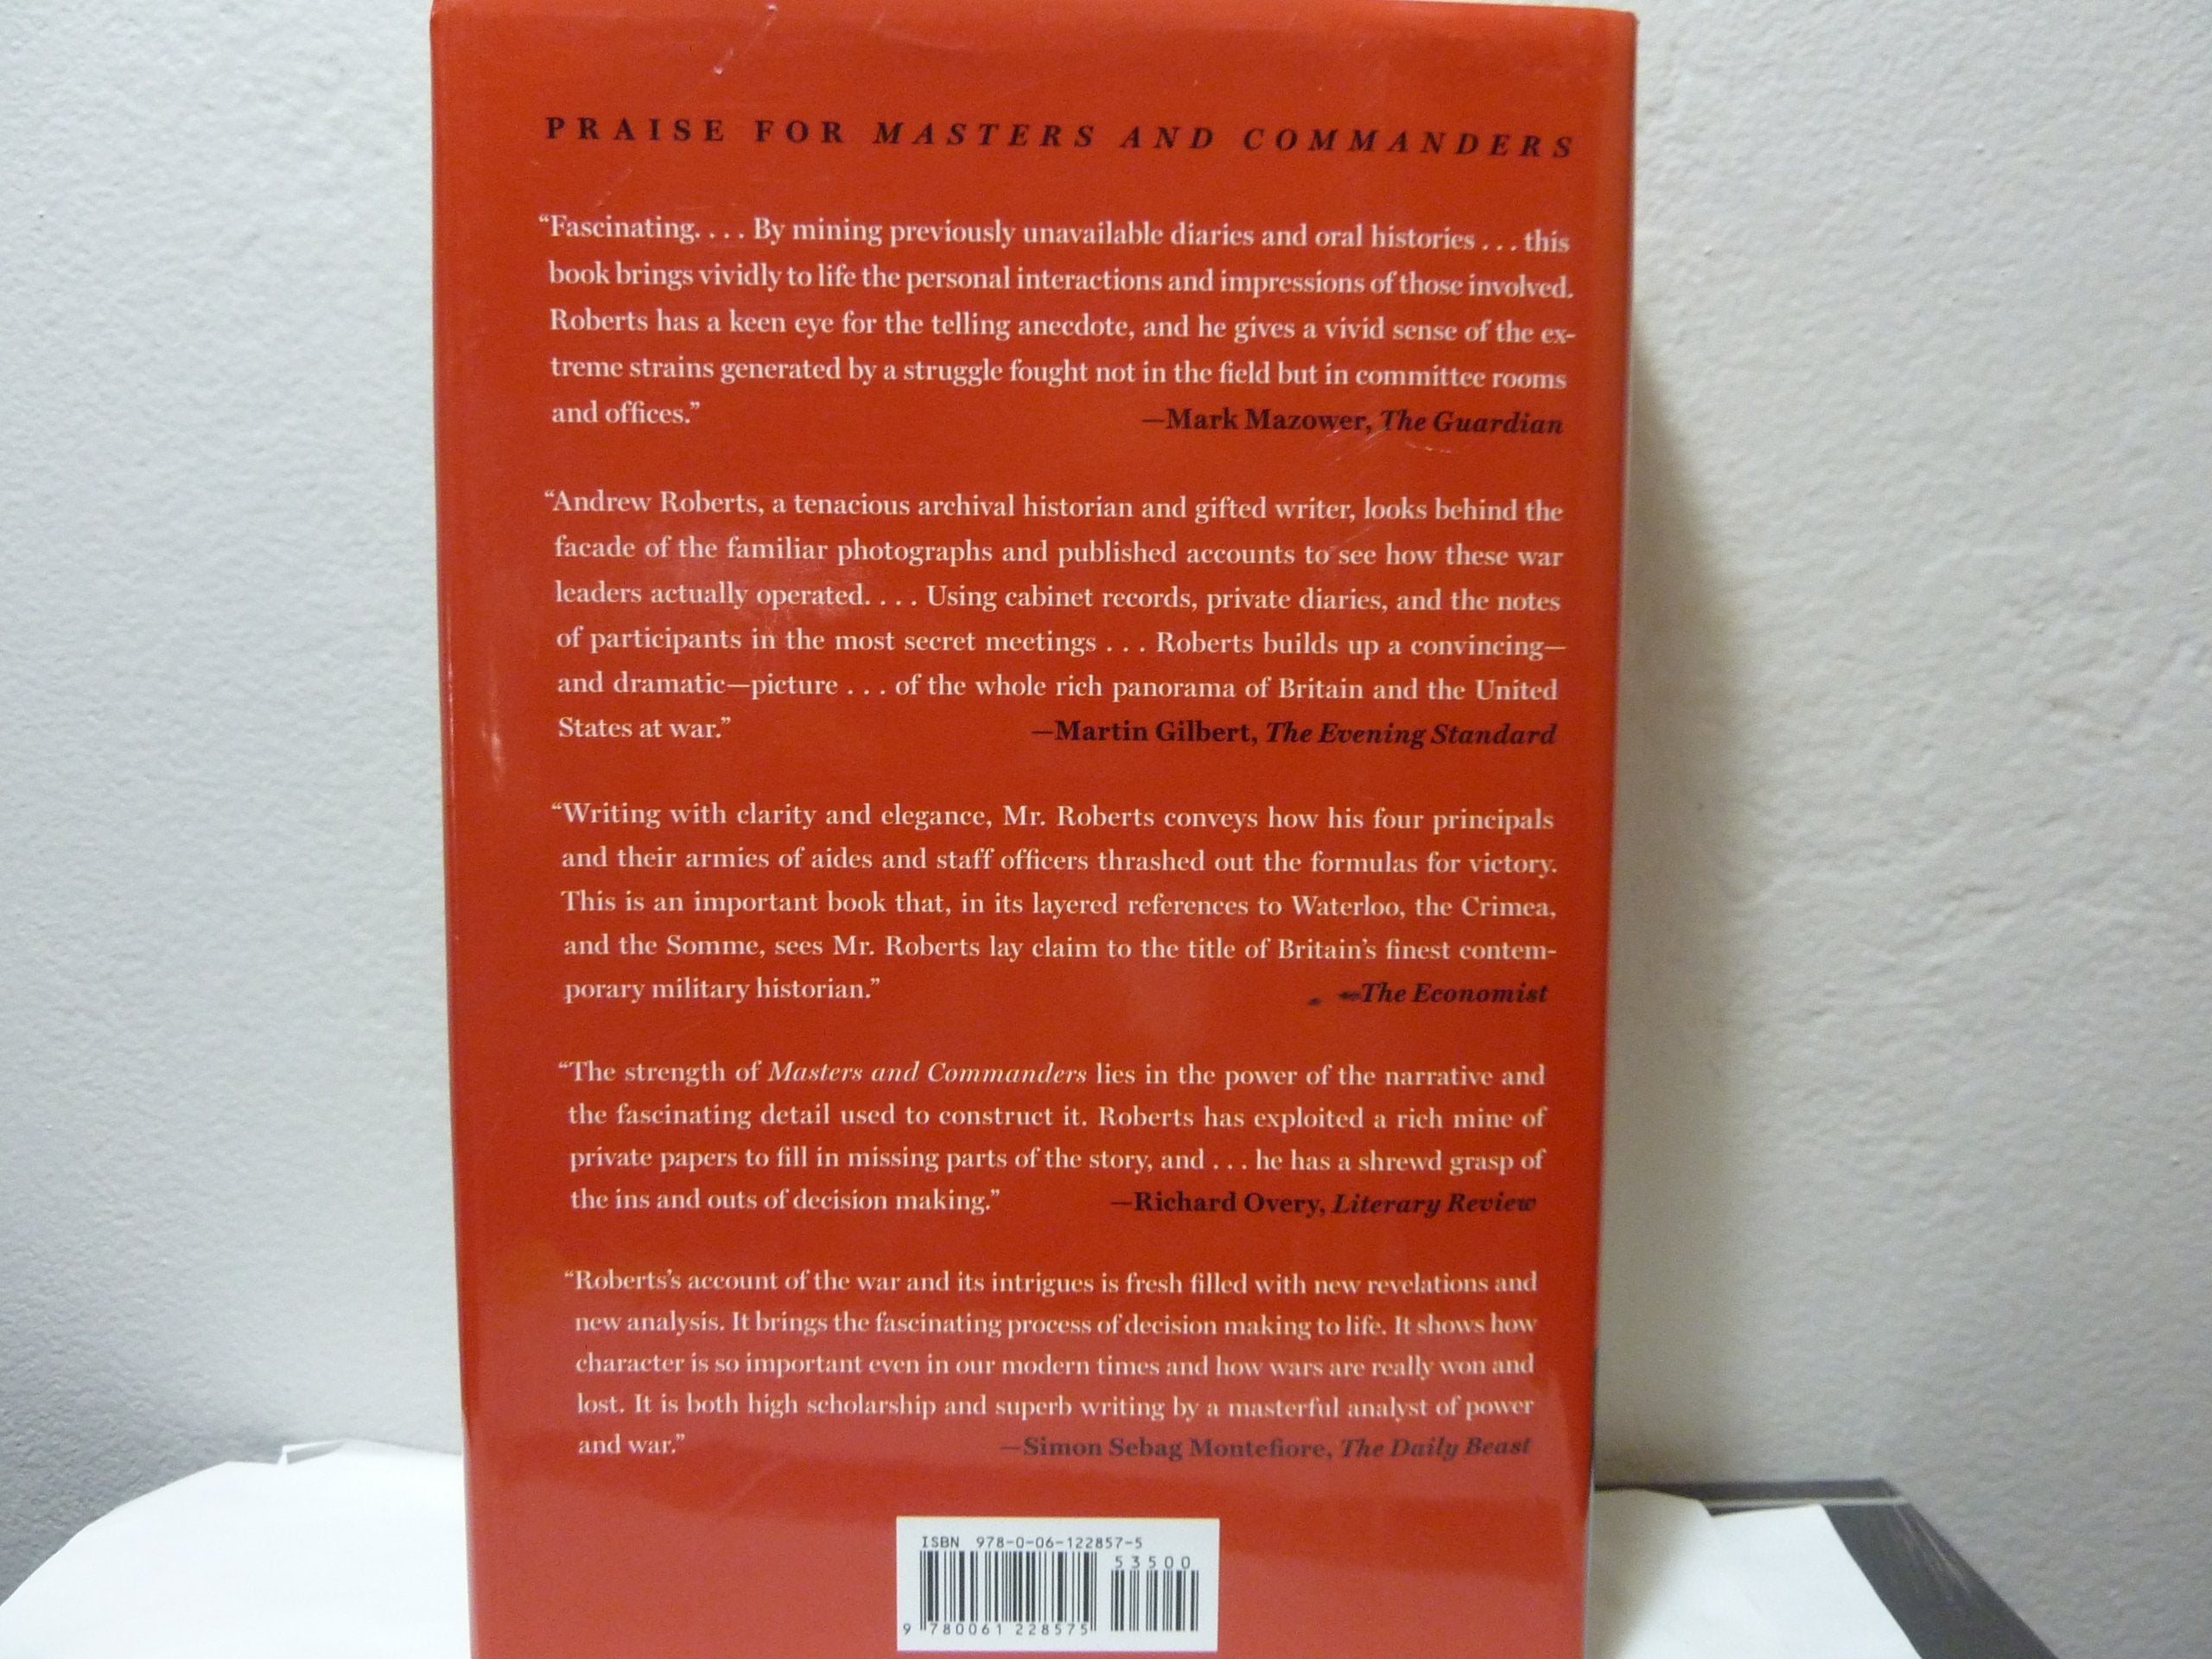 PRAISE FOR MASTERS AND COMMANDERS
“Fascinating. . . . By mining previously unavailable diaries and oral histories . . . this
book brings vividly to life the personal interactions and impressions of those involved.
Roberts has a keen eye for the telling anecdote, and he gives a vivid sense of the ex-
treme strains generated by a struggle fought not in the field but in committee rooms
and offices.” —Mark Mazower, The Guardian
“Andrew Roberts, a tenacious archival historian and gifted writer, looks behind the
facade of the familiar photographs and published accounts to see how these war
leaders actually operated. . . . Using cabinet records, private diaries, and the notes
of participants in the most secret meetings . . . Roberts builds up a convincing—
and dramatic—picture . . . of the whole rich panorama of Britain and the United
States at war.” —Martin Gilbert, The Evening Standard
“Writing with clarity and elegance, Mr. Roberts conveys how his four principals
and their armies of aides and staff officers thrashed out the formulas for victory.
This is an important book that, in its layered references to Waterloo, the Crimea,
and the Somme, sees Mr. Roberts lay claim to the title of Britain’s finest contem-
porary military historian.” —The Economist
“The strength of Masters and Commanders lies in the power of the narrative and
the fascinating detail used to construct it. Roberts has exploited a rich mine of
private papers to fill in missing parts of the story, and . . . he has a shrewd grasp of
the ins and outs of decision making.” —Richard Overy, Literary Review
“Roberts’s account of the war and its intrigues is fresh filled with new revelations and
new analysis. It brings the fascinating process of decision making to life. It shows how
character is so important even in our modern times and how wars are really won and
lost. It is both high scholarship and superb writing by a masterful analyst of power
and war.” —Simon Sebag Montefiore, The Daily Beast
ISBN 978-0-06-122857-5
53500
9 780061 228575